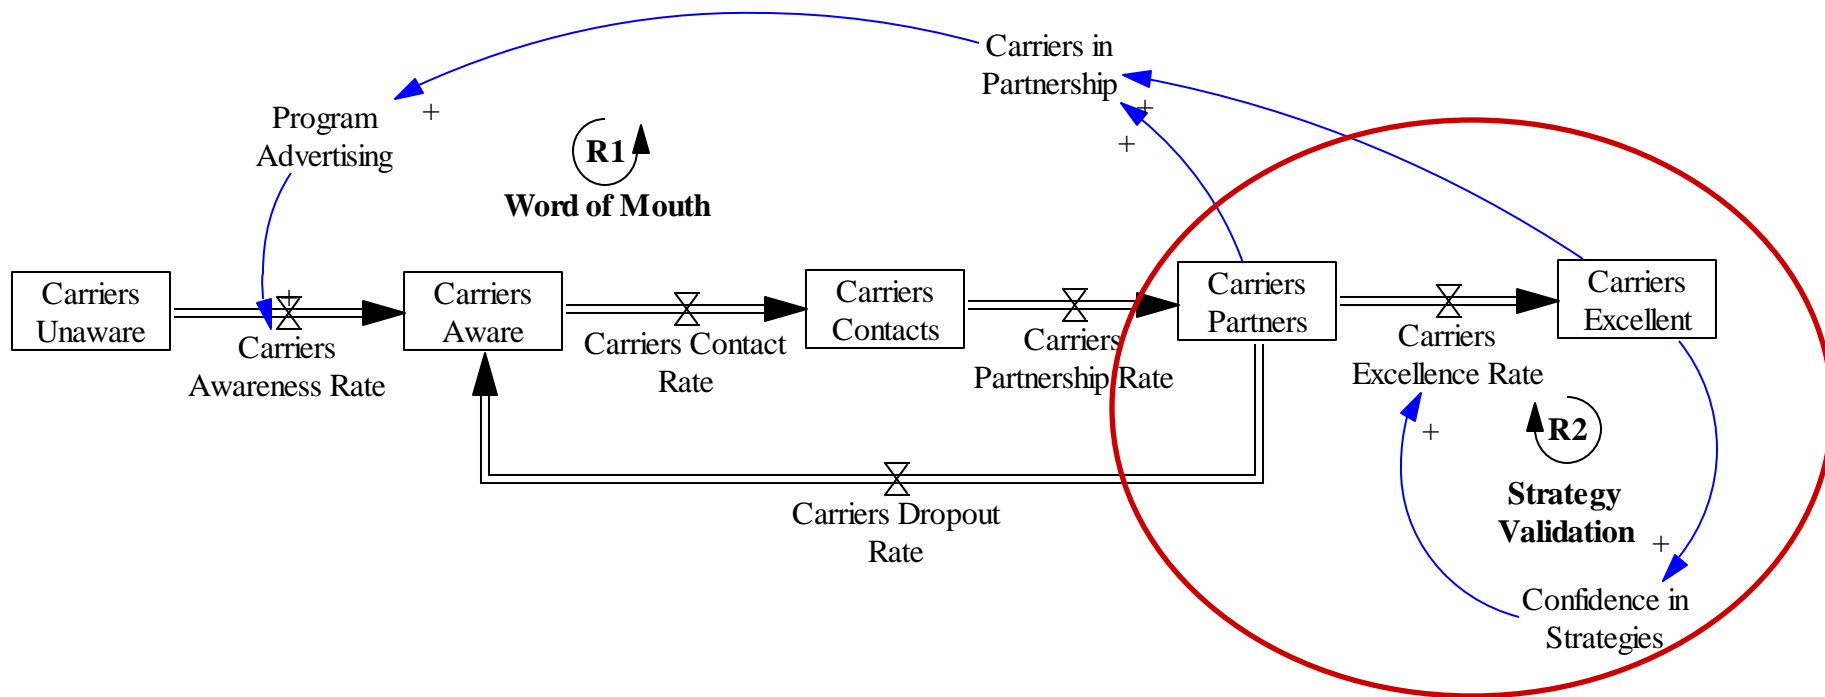 Carriers in
Partnership
+
+
+
Program
Advertising
R1
Word of Mouth
Carriers
Unaware
+
Carriers
Awareness Rate
Carriers
Aware
Carriers Contact
Rate
Carriers
Contacts
Carriers
Partnership Rate
Carriers
Partners
Carriers
Excellence Rate
Carriers
Excellent
+
R2
Strategy
Validation
+
Carriers Dropout
Rate
Confidence in
Strategies